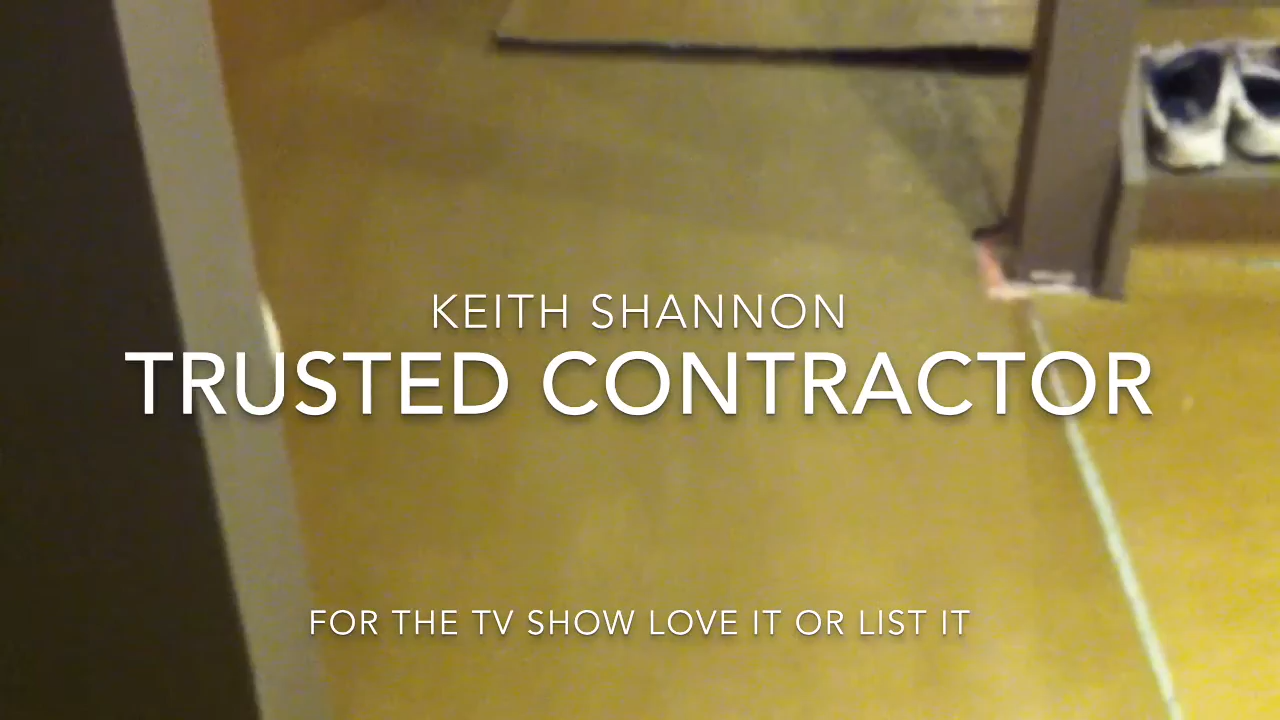 KEITH SHANNON
TRUSTED CONTRACTOR
FOR THE TV SHOW LOVE IT OR LIST IT